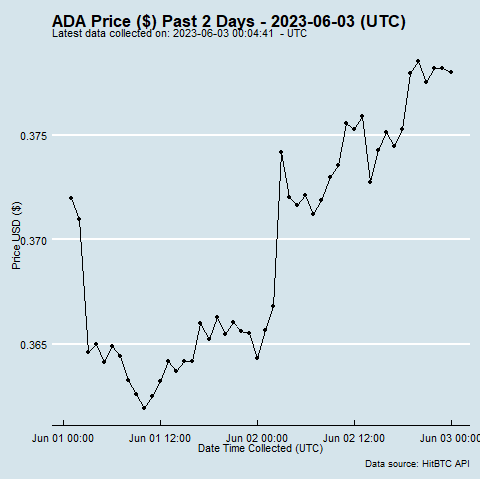 ADA Price ($) Past 2 Days - 2023-06-03 (UTC)
Latest data collected on: 2023-06-03 00:04:41 - UTC
0.375
0.370
0.365
Price USD ($)
Jun 01 00:00 Jun 01 12:00 Jun 02 00:00 Jun 02 12:00 Jun 03 00:00
Date Time Collected (UTC)
Data source: HitBTC API